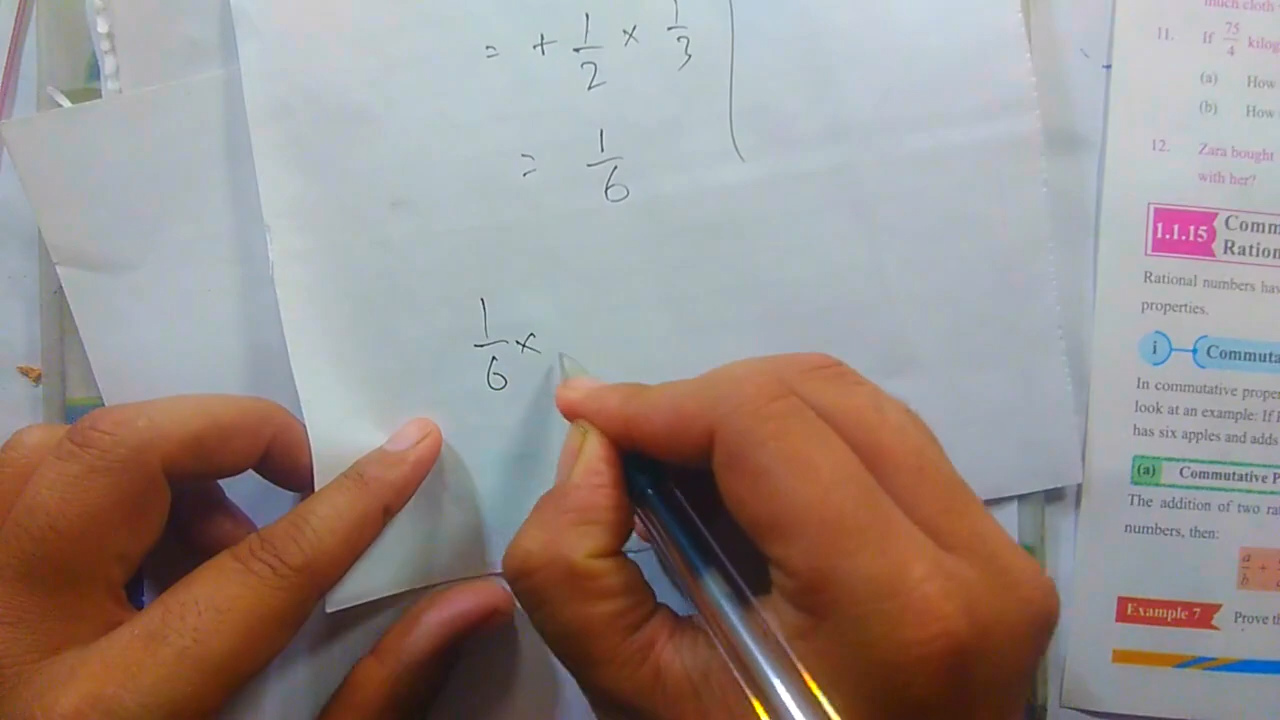 = + 1/2 × 1/3
= 1/6
1/6 ×
much cloth
11. If 75/4 kilog
(a) How
(b) How
12. Zara bought
with her?
1.1.15 Comm
Ration
Rational numbers hav
properties.
i Commuta
In commutative proper
look at an example: If
has six apples and adds
(a) Commutative P
The addition of two ra
numbers, then:
a/b +
Example 7 Prove th